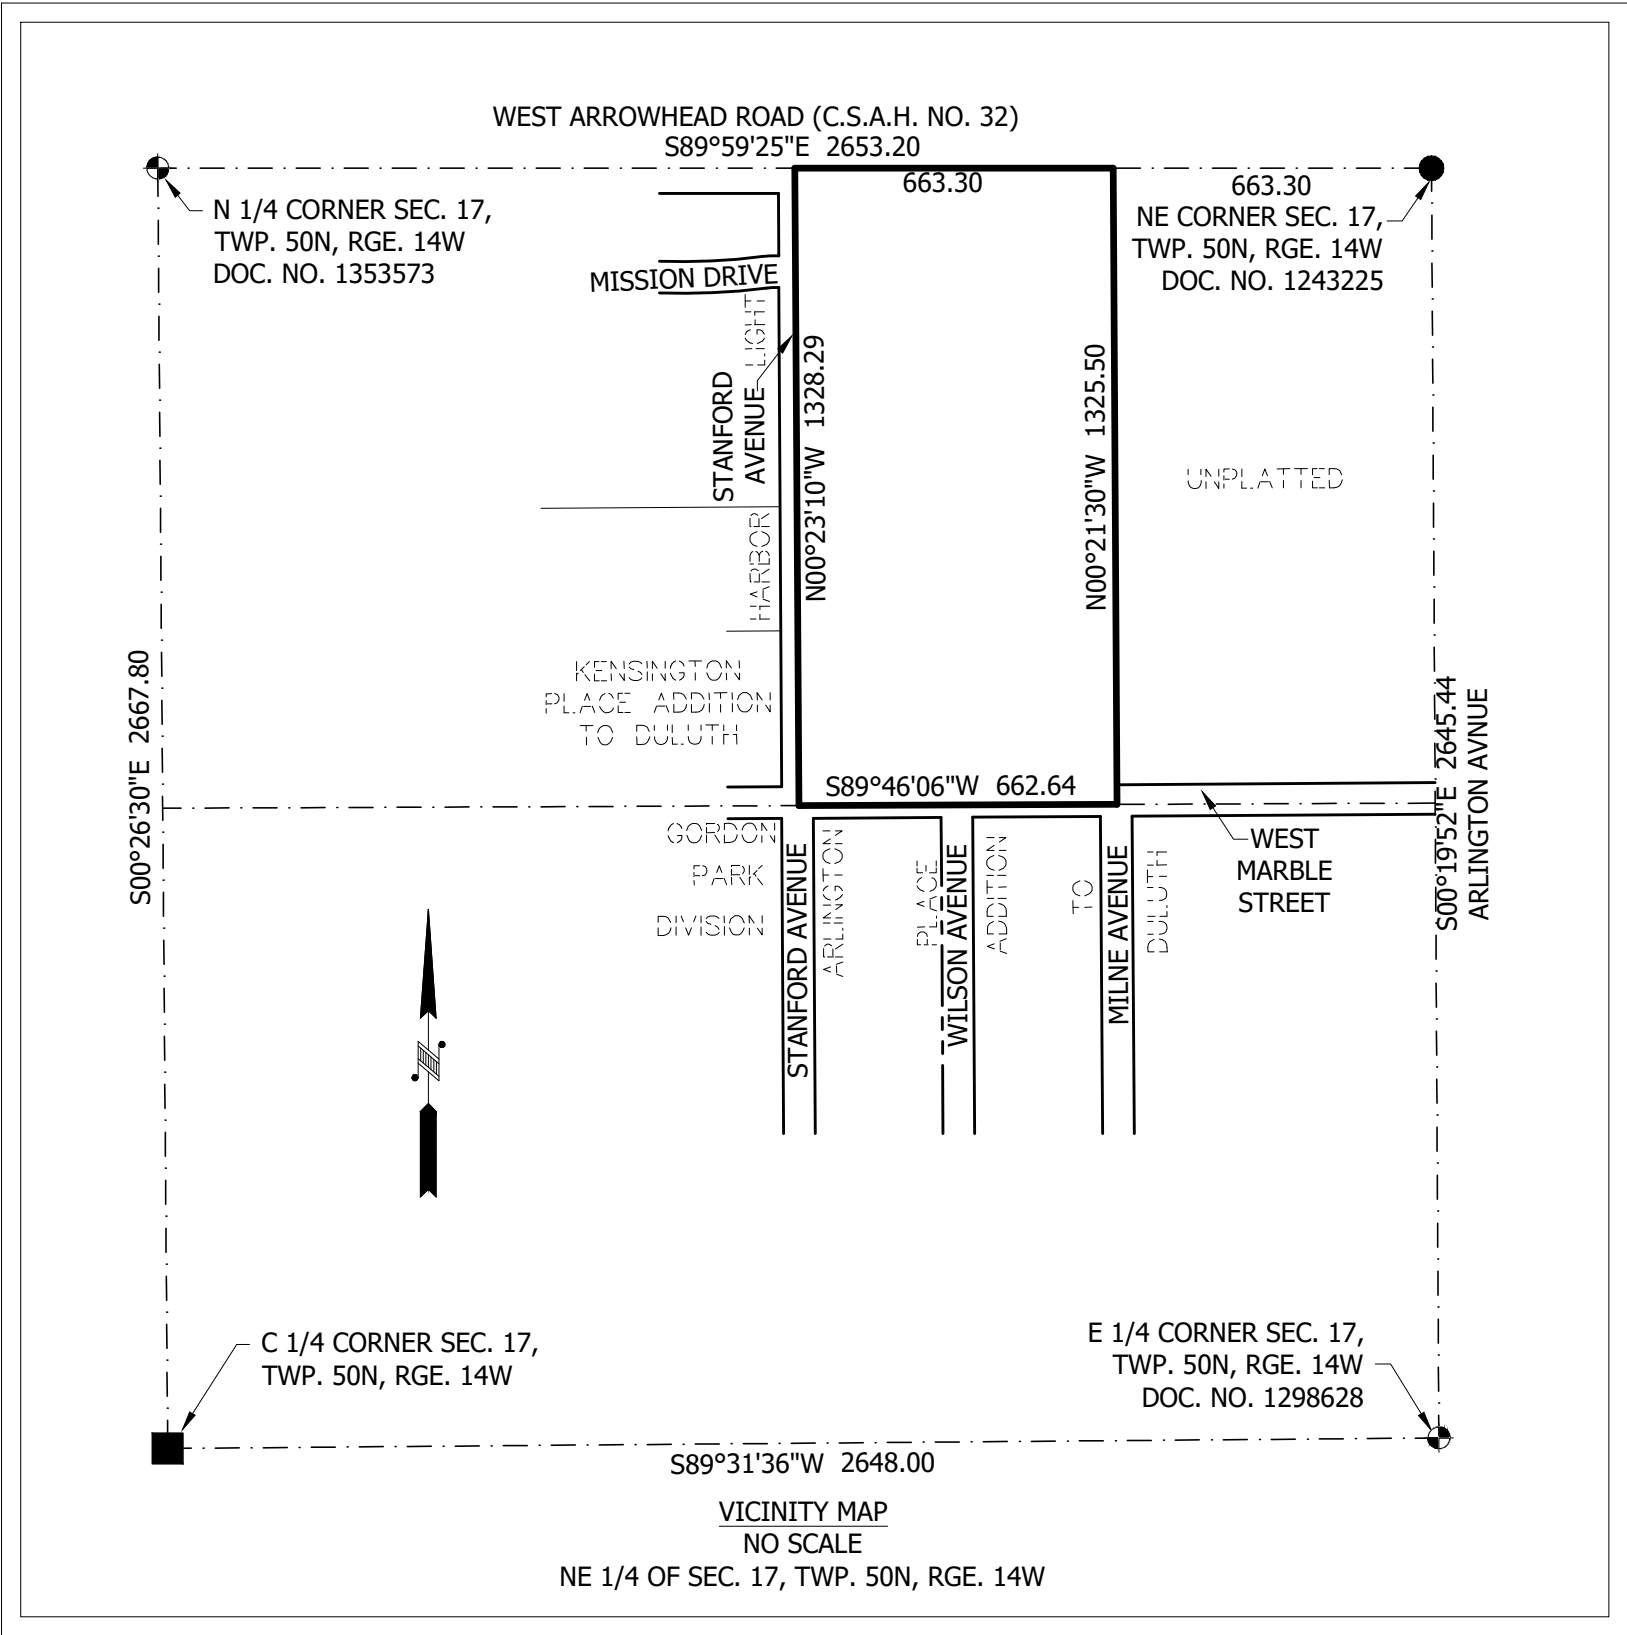 WEST ARROWHEAD ROAD (C.S.A.H. NO. 32)
S89°59'25"E 2653.20
663.30
663.30
N 1/4 CORNER SEC. 17,
TWP. 50N, RGE. 14W
DOC. NO. 1353573
NE CORNER SEC. 17,
TWP. 50N, RGE. 14W
DOC. NO. 1243225
MISSION DRIVE
LIGHT
HARBOR
STANFORD
AVENUE
N00°23'10"W 1328.29
N00°21'30"W 1325.50
UNPLATTED
KENSINGTON
PLACE ADDITION
TO DULUTH
S00°26'30"E 2667.80
S00°19'52"E 2645.44
ARLINGTON AVNUE
S89°46'06"W 662.64
GORDON
PARK
DIVISION
STANFORD AVENUE
ARLINGTON
PLACE
WILSON AVENUE
ADDITION
TO
MILNE AVENUE
DULUTH
WEST
MARBLE
STREET
C 1/4 CORNER SEC. 17,
TWP. 50N, RGE. 14W
E 1/4 CORNER SEC. 17,
TWP. 50N, RGE. 14W
DOC. NO. 1298628
S89°31'36"W 2648.00
VICINITY MAP
NO SCALE
NE 1/4 OF SEC. 17, TWP. 50N, RGE. 14W